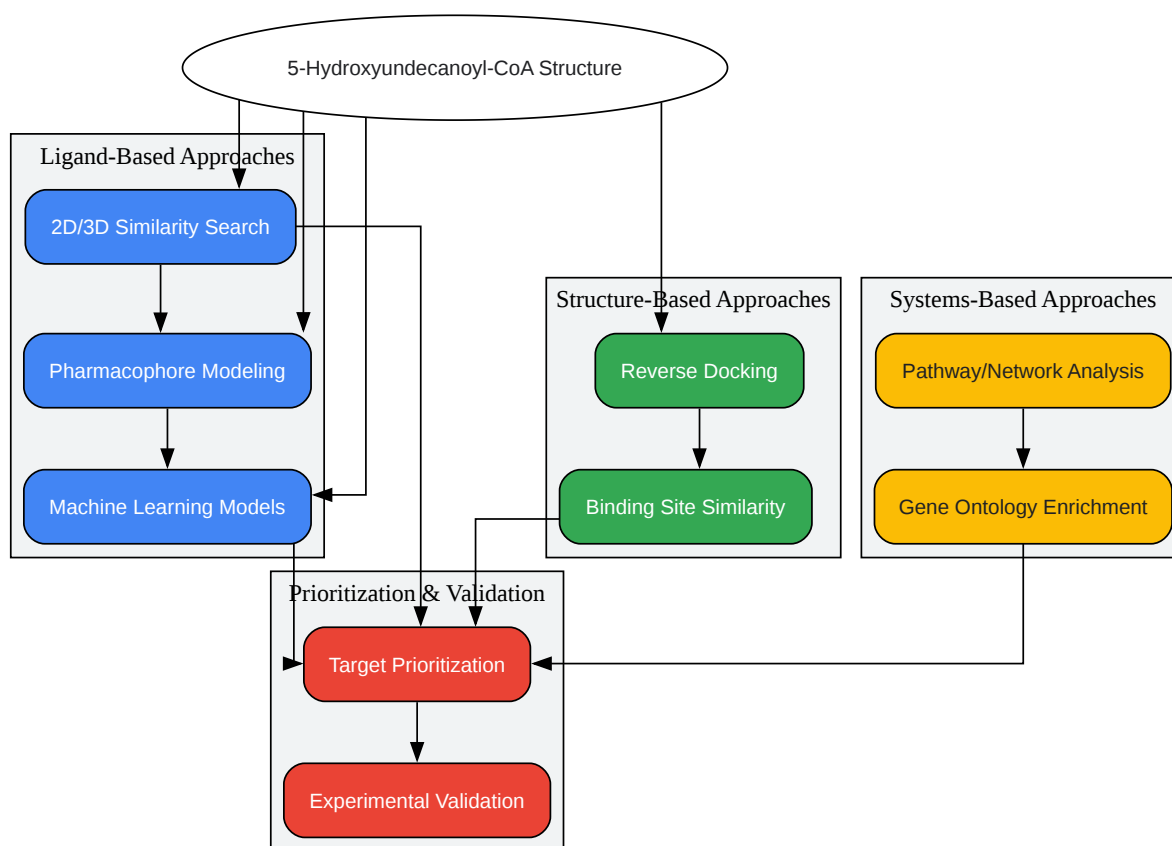 5-Hydroxyundecanoyl-CoA Structure
Ligand-Based Approaches
2D/3D Similarity Search
Pharmacophore Modeling
Machine Learning Models
Structure-Based Approaches
Reverse Docking
Binding Site Similarity
Systems-Based Approaches
Pathway/Network Analysis
Gene Ontology Enrichment
Prioritization & Validation
Target Prioritization
Experimental Validation